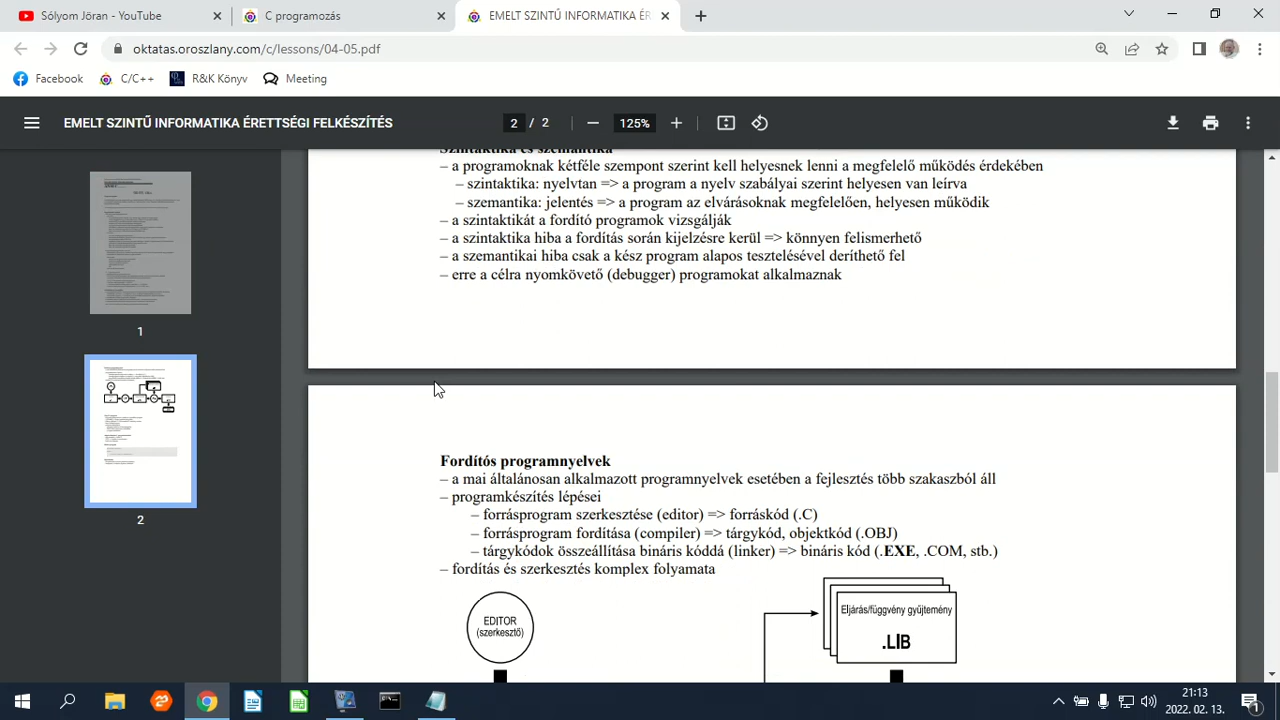 Sólyom Jöran - YouTube
C programozás
EMELT SZINTŰ INFORMATIKA ÉR
oktatas.oroszlany.com/c/lessons/04-05.pdf
Facebook
C/C++
R&K Könyv
Meeting
EMELT SZINTŰ INFORMATIKA ÉRETTSÉGI FELKÉSZÍTÉS
2 / 2
125%
Szintaktika és szemantika
– a programoknak kétféle szempont szerint kell helyesnek lenni a megfelelő működés érdekében
– szintaktika: nyelvtan => a program a nyelv szabályai szerint helyesen van leírva
– szemantika: jelentés => a program az elvárásoknak megfelelően, helyesen működik
– a szintaktikát a fordító programok vizsgálják
– a szintaktika hiba a fordítás során kijelzésre kerül => könnyen felismerhető
– a szemantikai hiba csak a kész program alapos tesztelésével deríthető fel
– erre a célra nyomkövető (debugger) programokat alkalmaznak
1
2
Fordítós programnyelvek
– a mai általánosan alkalmazott programnyelvek esetében a fejlesztés több szakaszból áll
– programkészítés lépései
– forrásprogram szerkesztése (editor) => forráskód (.C)
– forrásprogram fordítása (compiler) => tárgykód, objektkód (.OBJ)
– tárgykódok összeállítása bináris kóddá (linker) => bináris kód (.EXE, .COM, stb.)
– fordítás és szerkesztés komplex folyamata
EDITOR
(szerkesztő)
Eljárás/függvény gyűjtemény
.LIB
21:13
2022. 02. 13.
1